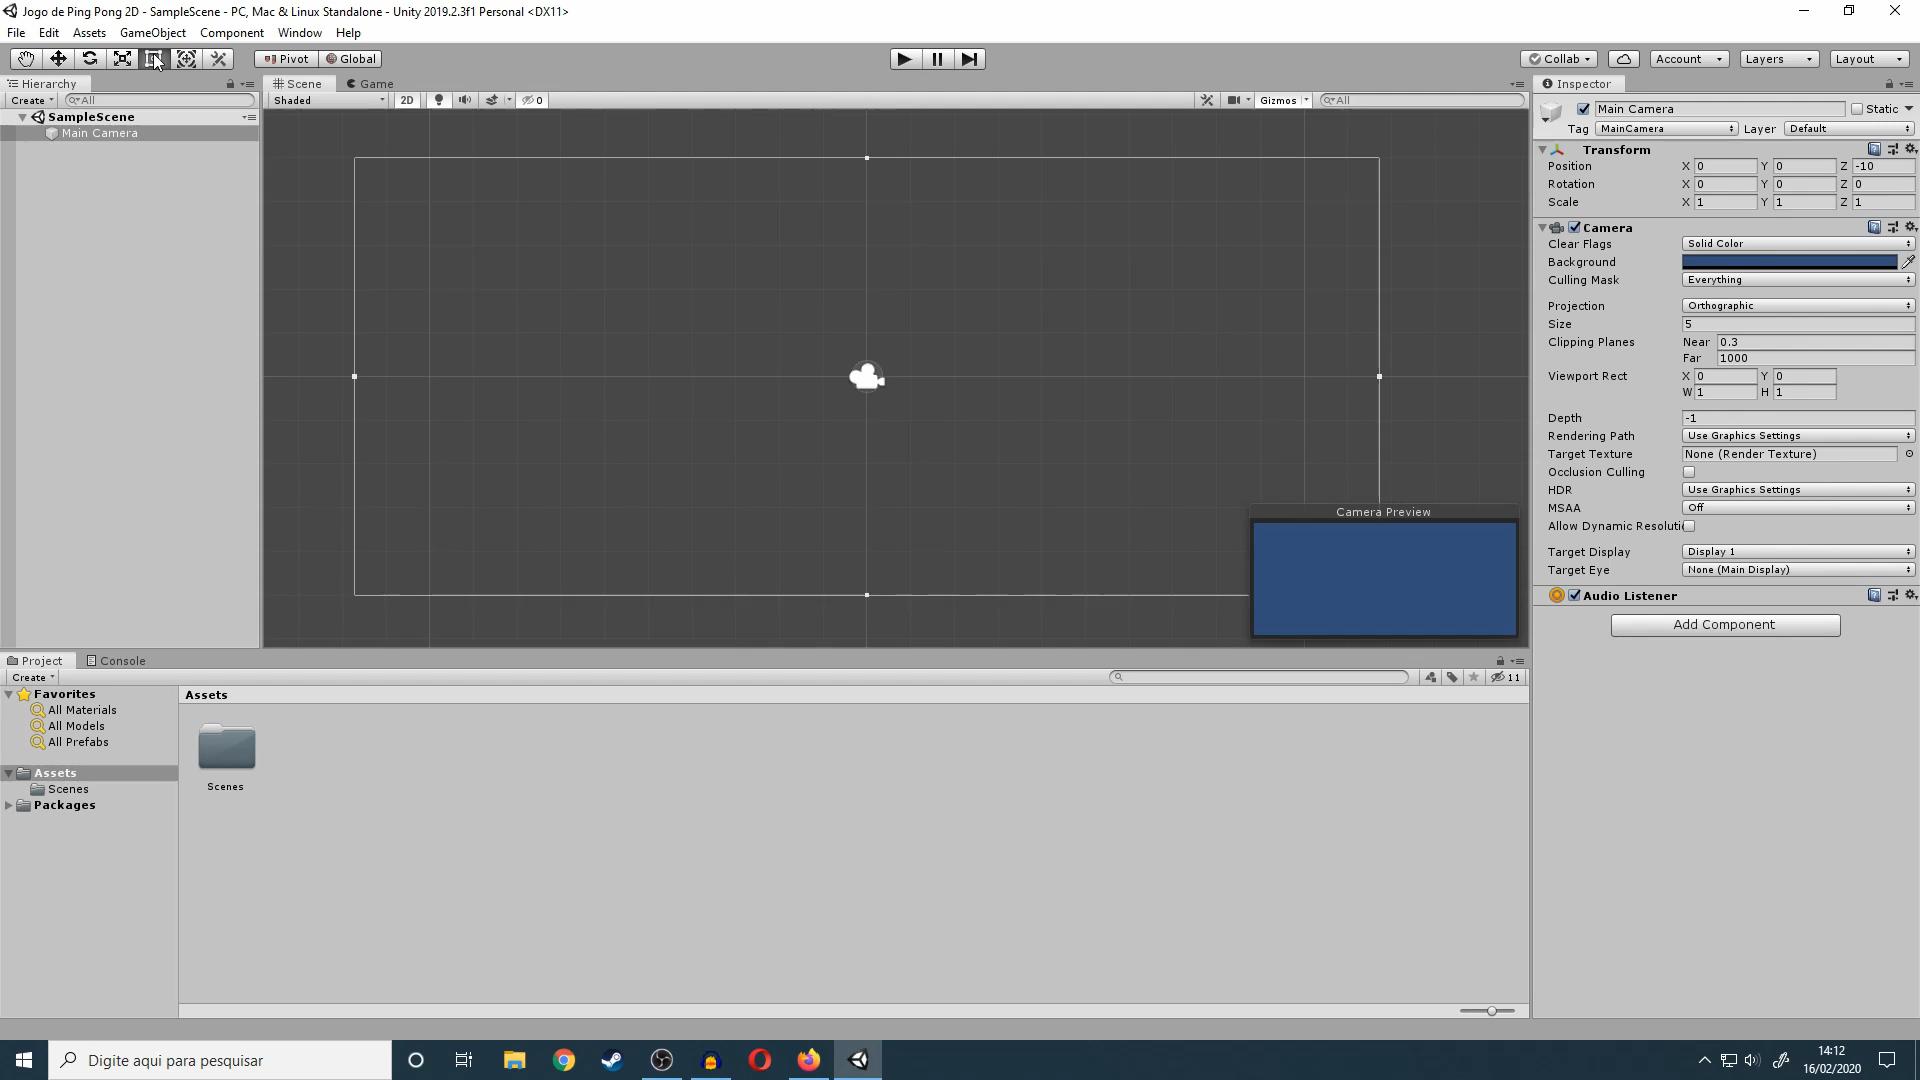 Jogo de Ping Pong 2D - SampleScene - PC, Mac & Linux Standalone - Unity 2019.2.3f1 Personal <DX11>
File Edit Assets GameObject Component Window Help
Pivot Global Collab Account Layers Layout
Hierarchy Scene Game Inspector
Create All Shaded 2D 0 Gizmos All
Main Camera Static
SampleScene
Main Camera
Tag MainCamera Layer Default
Transform
Position X 0 Y 0 Z -10
Rotation X 0 Y 0 Z 0
Scale X 1 Y 1 Z 1
Camera
Clear Flags Solid Color
Background
Culling Mask Everything
Projection Orthographic
Size 5
Clipping Planes Near 0.3
Far 1000
Viewport Rect X 0 Y 0
W 1 H 1
Depth -1
Rendering Path Use Graphics Settings
Target Texture None (Render Texture)
Occlusion Culling
HDR Use Graphics Settings
MSAA Off
Allow Dynamic Resoluti
Target Display Display 1
Target Eye None (Main Display)
Audio Listener
Add Component
Camera Preview
Project Console
Create 11
Favorites
All Materials
All Models
All Prefabs
Assets
Scenes
Packages
Assets
Scenes
Digite aqui para pesquisar
14:12
16/02/2020